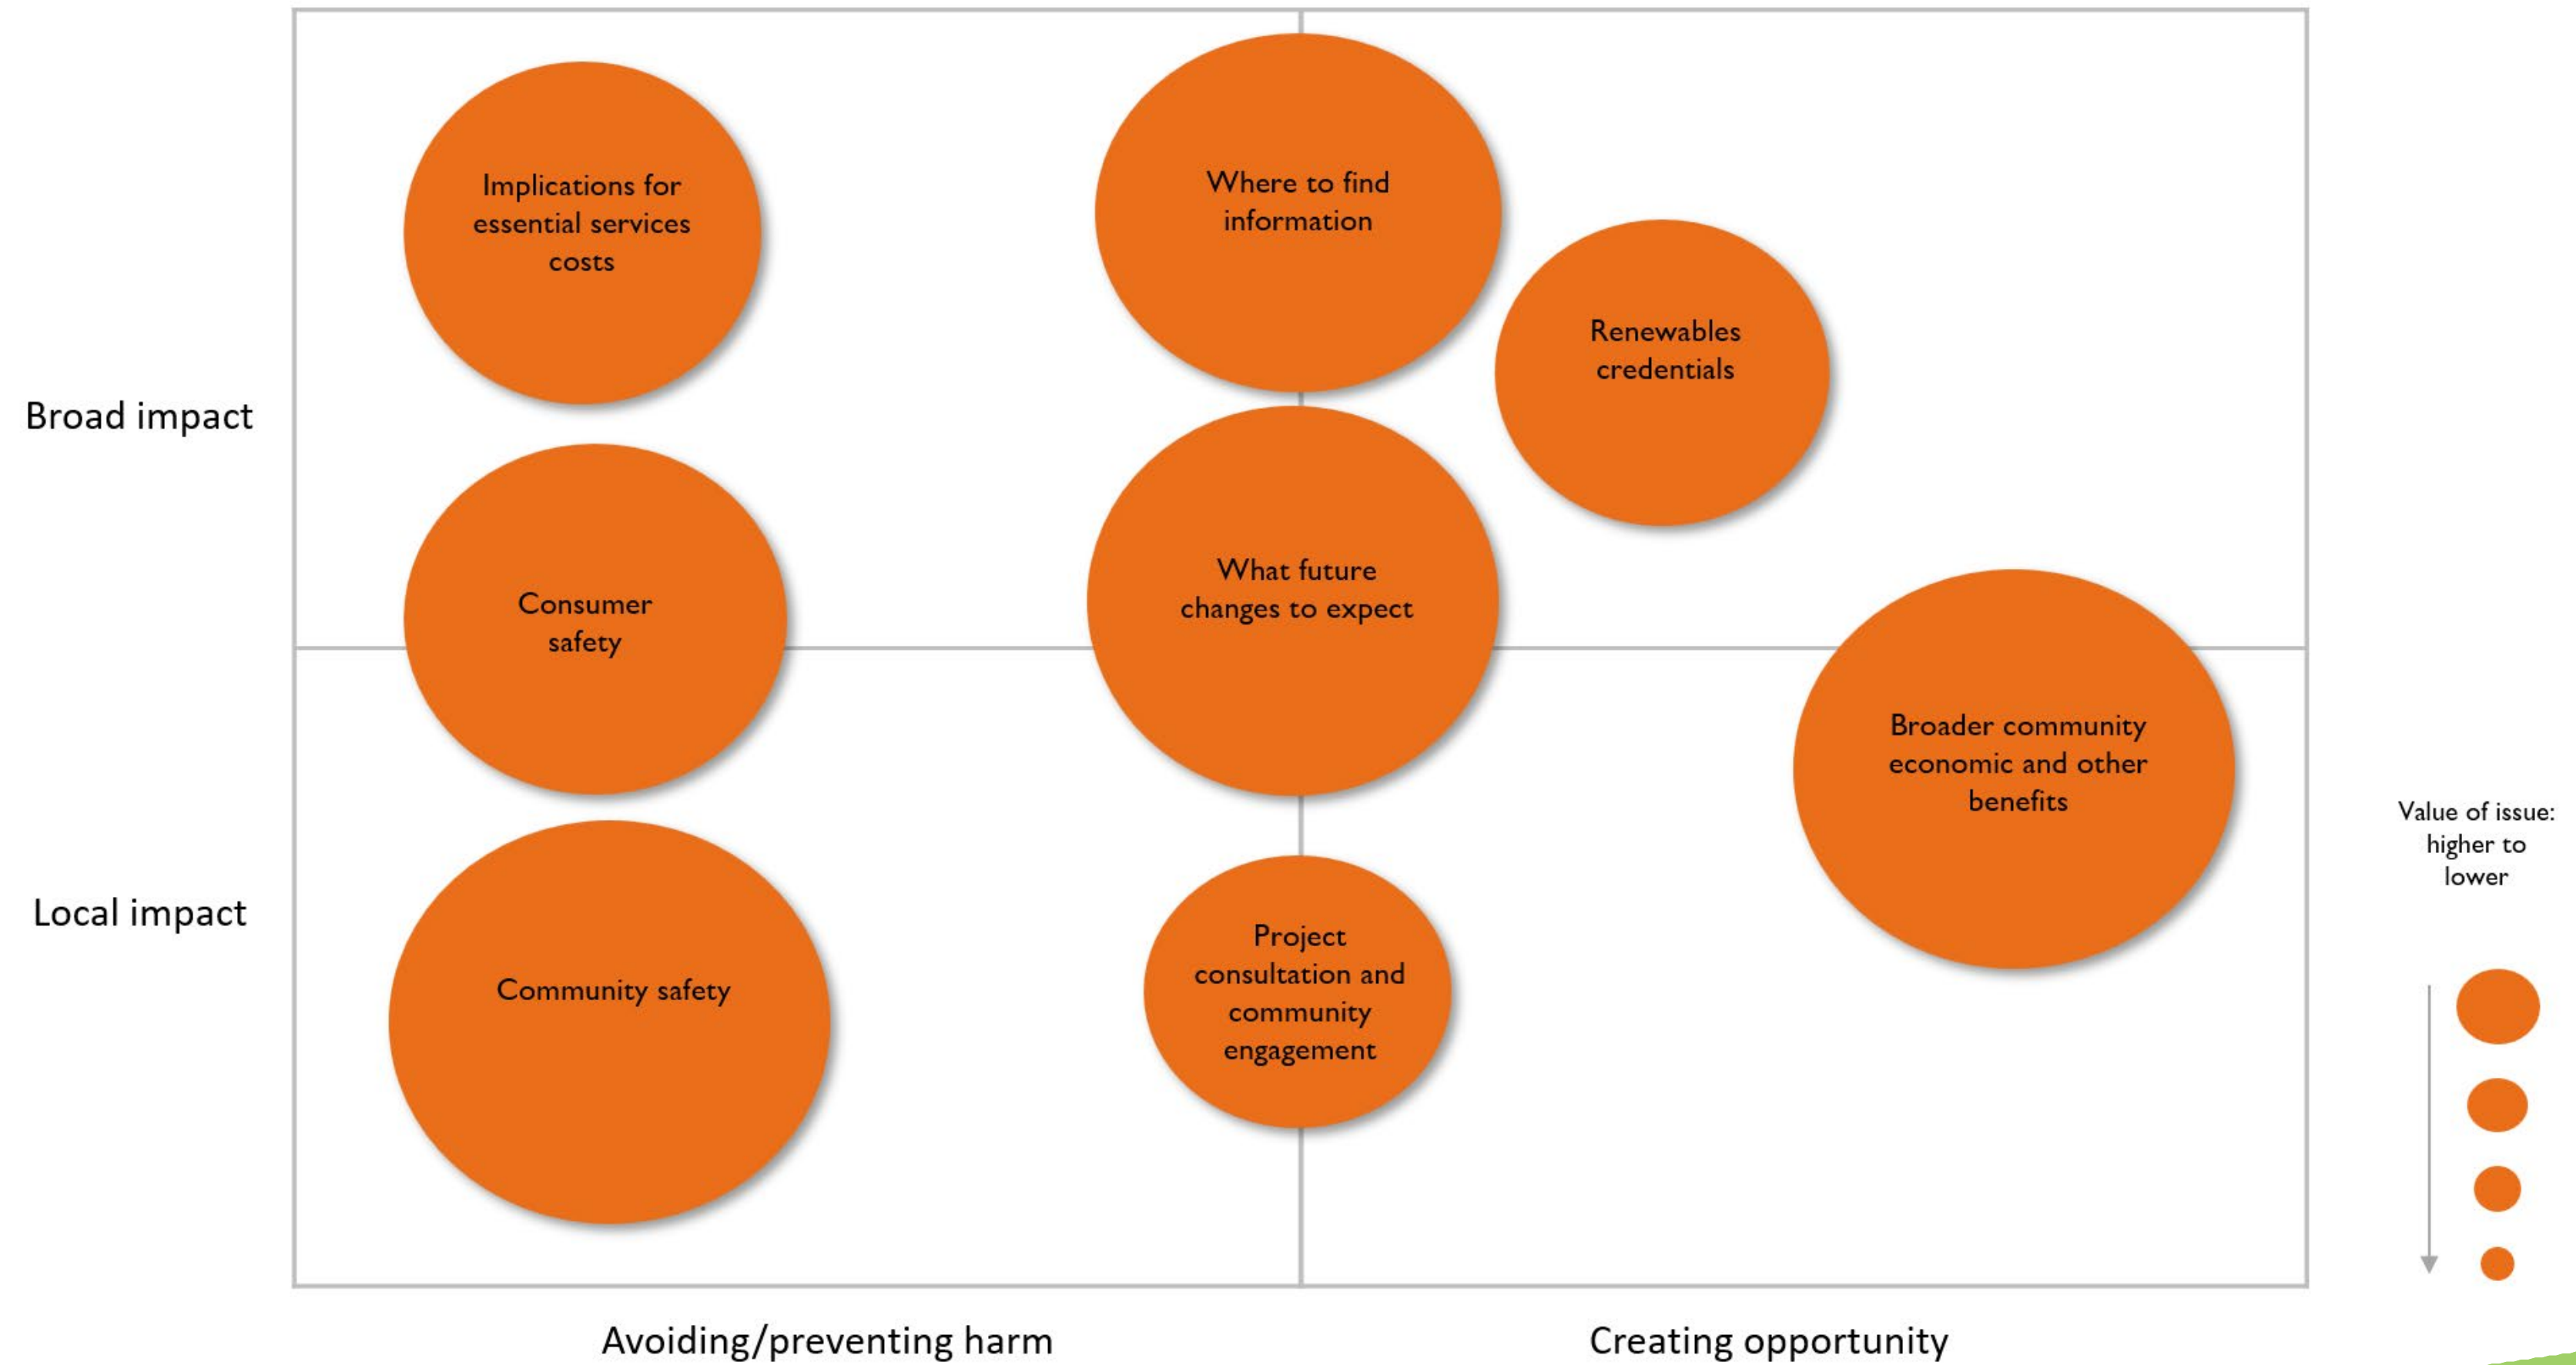 Implications for
essential services
costs
Where to find
information
Renewables
credentials
Broad impact
What future
changes to expect
Consumer
safety
Broader community
economic and other
benefits
Value of issue:
higher to
lower
Local impact
Project
consultation and
community
engagement
Community safety
Avoiding/preventing harm
Creating opportunity